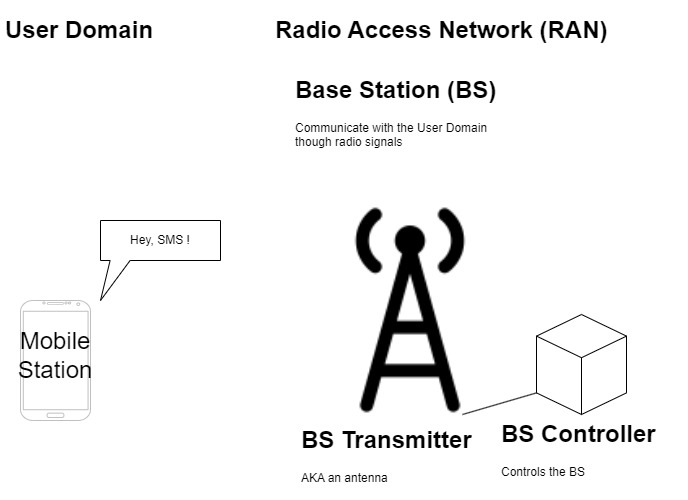 User Domain
Radio Access Network (RAN)
Base Station (BS)
Communicate with the User Domain
though radio signals
Hey, SMS !
Mobile
Station
BS Transmitter
AKA an antenna
BS Controller
Controls the BS